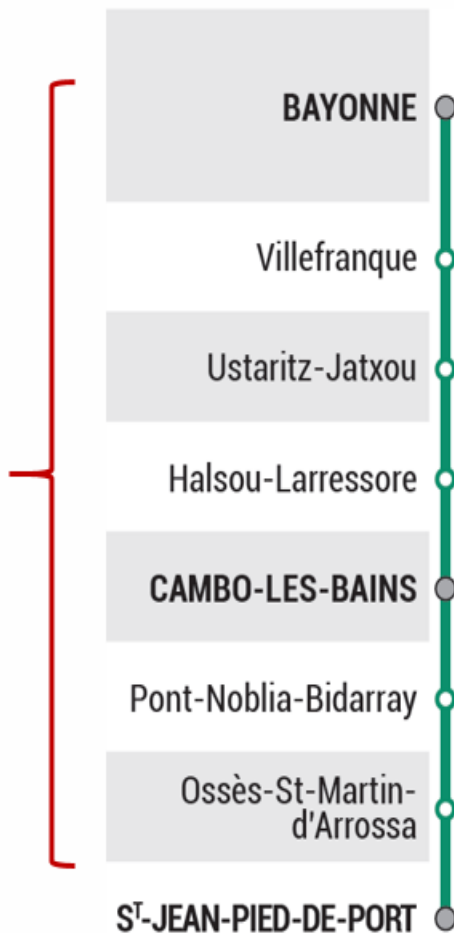 BAYONNE
Villefranque
Ustaritz-Jatxou
Halsou-Larressore
CAMBO-LES-BAINS
Pont-Noblia-Bidarray
Ossès-St-Martin-
d'Arrossa
Sᵀ-JEAN-PIED-DE-PORT